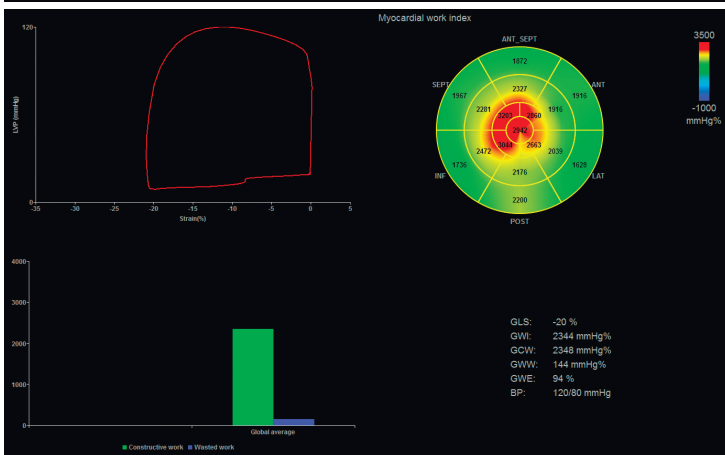 Myocardial work index
120
LVP (mmHg)
0
-35 -30 -25 -20 -15 -10 -5 0 5
Strain(%)
ANT_SEPT
SEPT
ANT
INF
LAT
POST
1872
1967
1916
2327
2281
1916
3203
2860
2942
3044
2663
2472
2039
1736
1628
2176
2200
3500
-1000
mmHg%
4000
3000
2000
1000
0
Global average
Constructive work Wasted work
GLS: -20 %
GWI: 2344 mmHg%
GCW: 2348 mmHg%
GWW: 144 mmHg%
GWE: 94 %
BP: 120/80 mmHg